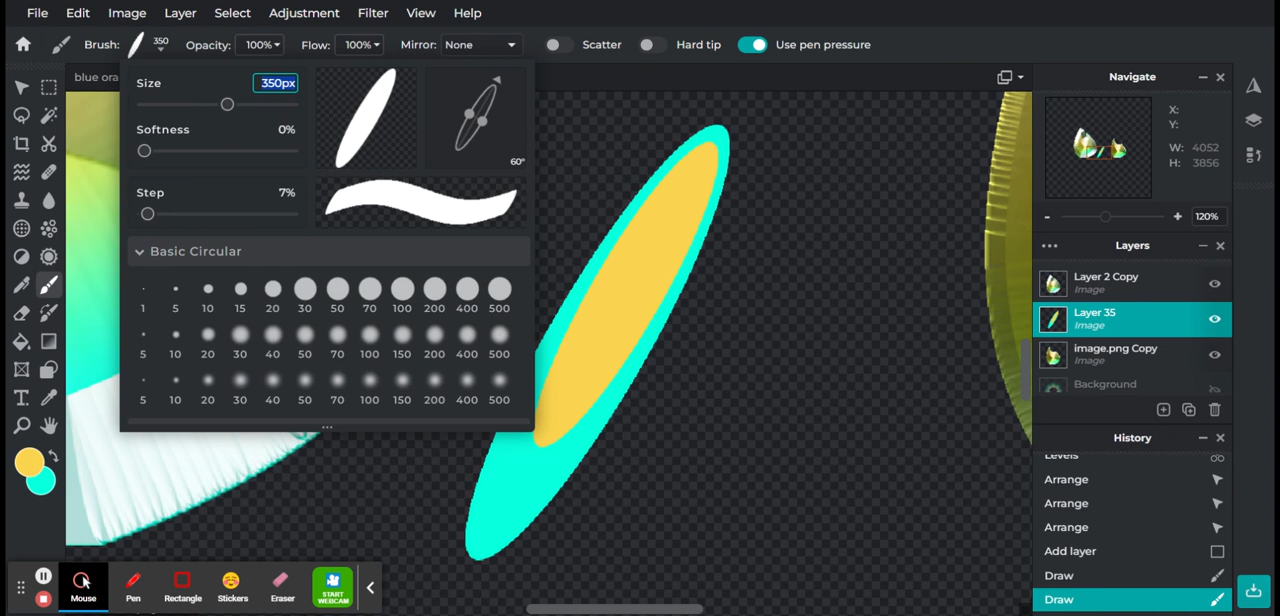 File Edit Image Layer Select Adjustment Filter View Help
Brush: 350 Opacity: 100% Flow: 100% Mirror: None Scatter Hard tip Use pen pressure
blue ora
Size 350px
Softness 0%
60°
Step 7%
Basic Circular
1 5 10 15 20 30 50 70 100 200 400 500
5 10 20 30 40 50 70 100 150 200 400 500
5 10 20 30 40 50 70 100 150 200 400 500
Navigate
X:
Y:
W: 4052
H: 3856
- + 120%
Layers
Layer 2 Copy
Image
Layer 35
Image
image.png Copy
Image
Background
History
Levels
Arrange
Arrange
Arrange
Add layer
Draw
Draw
Mouse Pen Rectangle Stickers Eraser START WEBCAM